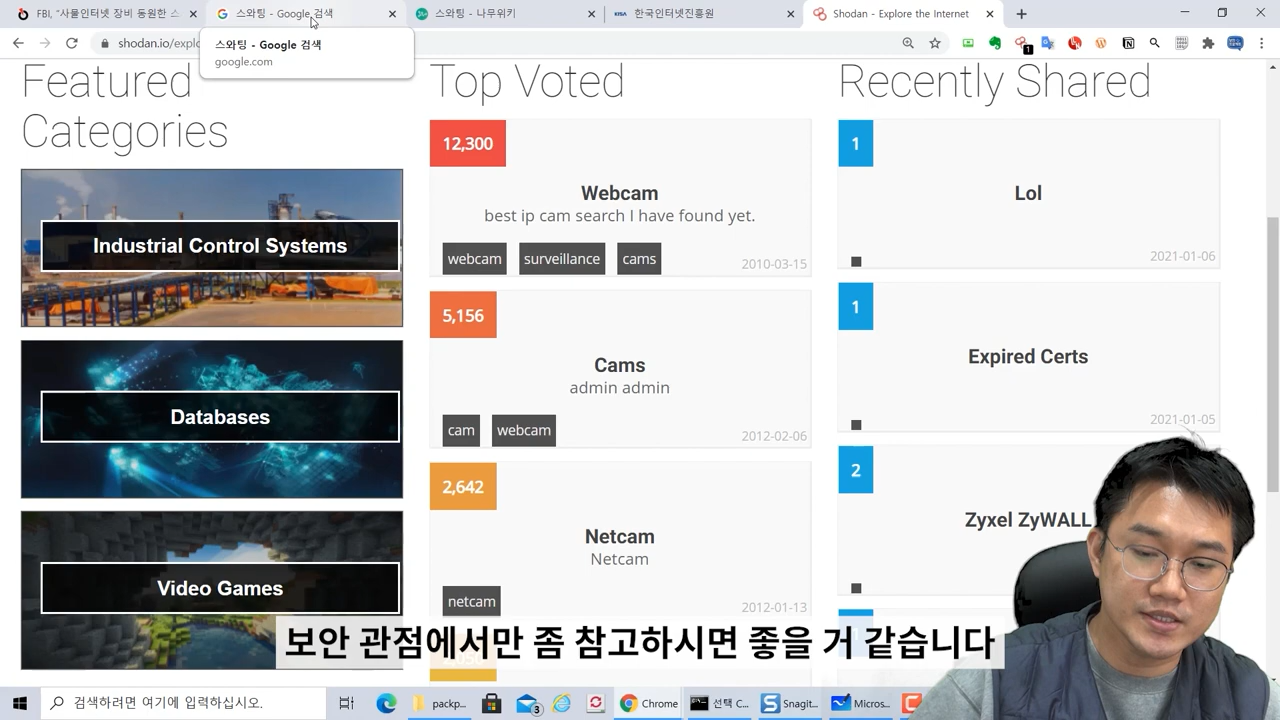 FBI, "사물인터넷 장비 동원한 스
스와팅 - Google 검색
스와팅 - 나무위키
KISA
한국인터넷진흥원
Shodan - Explore the Internet
shodan.io/explo
스와팅 - Google 검색
google.com
1
Featured
Categories
Industrial Control Systems
Databases
Video Games
Top Voted
12,300
Webcam
best ip cam search I have found yet.
webcam
surveillance
cams
2010-03-15
5,156
Cams
admin admin
cam
webcam
2012-02-06
2,642
Netcam
Netcam
netcam
2012-01-13
Recently Shared
1
Lol
2021-01-06
1
Expired Certs
2021-01-05
2
Zyxel ZyWALL
보안 관점에서만 좀 참고하시면 좋을 거 같습니다
검색하려면 여기에 입력하십시오.
packp...
3
Chrome
선택 C...
Snagit...
Micros...